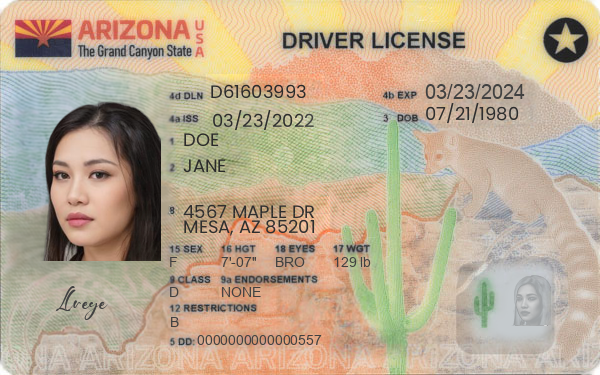 ARIZONA USA
The Grand Canyon State
DRIVER LICENSE
4d DLN D61603993
4b EXP 03/23/2024
4a ISS 03/23/2022
3 DOB 07/21/1980
1 DOE
2 JANE
8 4567 MAPLE DR
MESA, AZ 85201
15 SEX 16 HGT 18 EYES 17 WGT
F 7'-07" BRO 129 lb
9 CLASS 9a ENDORSEMENTS
D NONE
12 RESTRICTIONS
B
5 DD: 0000000000000557
ARIZONA ARIZONA ARIZONA ARIZONA